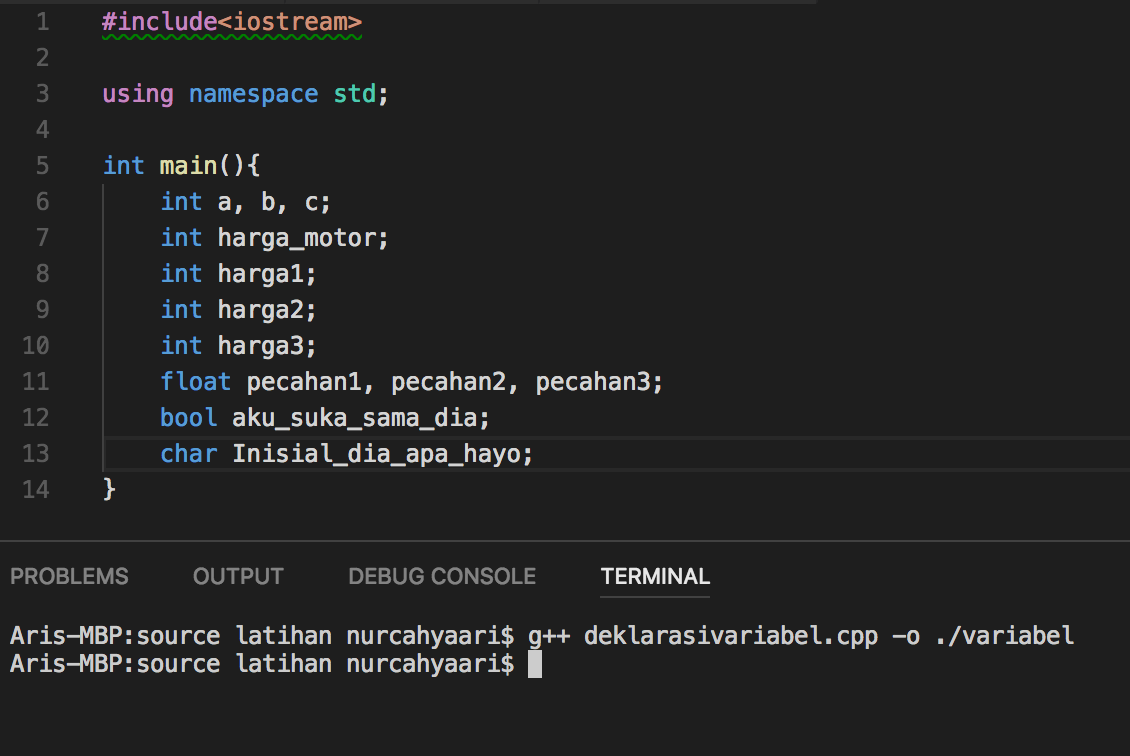 1 #include<iostream>
2
3 using namespace std;
4
5 int main(){
6 int a, b, c;
7 int harga_motor;
8 int harga1;
9 int harga2;
10 int harga3;
11 float pecahan1, pecahan2, pecahan3;
12 bool aku_suka_sama_dia;
13 char Inisial_dia_apa_hayo;
14 }
PROBLEMS OUTPUT DEBUG CONSOLE TERMINAL
Aris-MBP:source latihan nurcahyaari$ g++ deklarasivariabel.cpp -o ./variabel
Aris-MBP:source latihan nurcahyaari$